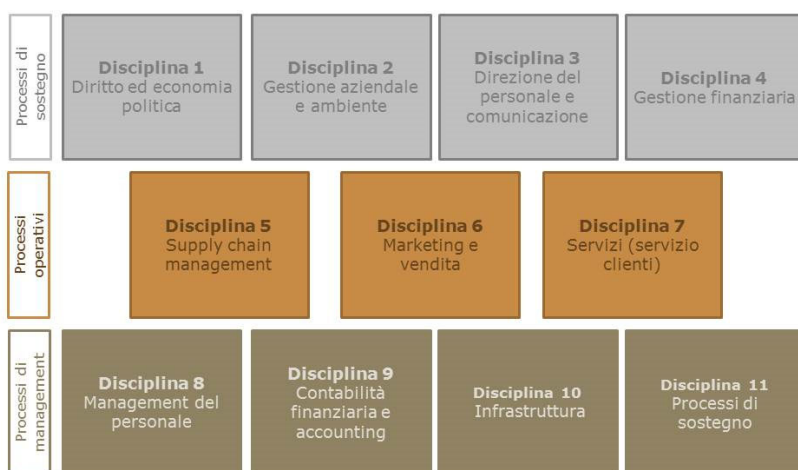 Processi di
sostegno
Disciplina 1
Diritto ed economia
politica
Disciplina 2
Gestione aziendale
e ambiente
Disciplina 3
Direzione del
personale e
comunicazione
Disciplina 4
Gestione finanziaria
Processi
operativi
Disciplina 5
Supply chain
management
Disciplina 6
Marketing e
vendita
Disciplina 7
Servizi (servizio
clienti)
Processi di
management
Disciplina 8
Management del
personale
Disciplina 9
Contabilità
finanziaria e
accounting
Disciplina 10
Infrastruttura
Disciplina 11
Processi di
sostegno